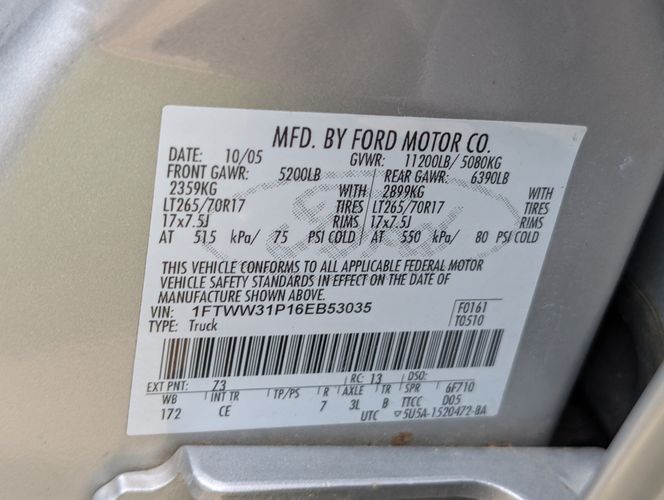 MFD. BY FORD MOTOR CO.
DATE: 10/05 GVWR: 11200LB/ 5080KG
FRONT GAWR: 5200LB REAR GAWR: 6390LB
2359KG WITH 2899KG WITH
LT265/70R17 TIRES LT265/70R17 TIRES
17x7.5J RIMS 17x7.5J RIMS
AT 515 kPa/ 75 PSI COLD AT 550 kPa/ 80 PSI COLD
THIS VEHICLE CONFORMS TO ALL APPLICABLE FEDERAL MOTOR
VEHICLE SAFETY STANDARDS IN EFFECT ON THE DATE OF
MANUFACTURE SHOWN ABOVE.
VIN: 1FTWW31P16EB53035 F0161
TYPE: Truck T0510
EXT PNT: Z3 RC: 13 DSO:
WB INT TR TP/PS R AXLE TR SPR 6F710
172 CE 7 3L B TTCC D05
UTC ▽5U5A-1520472-BA